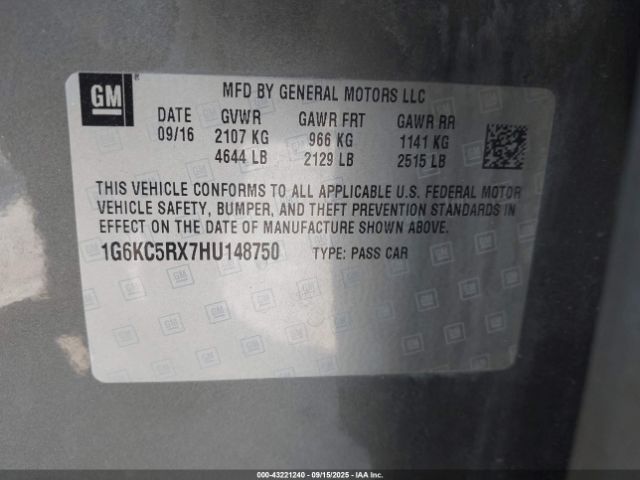 GM
MFD BY GENERAL MOTORS LLC
DATE GVWR GAWR FRT GAWR RR
09/16 2107 KG 966 KG 1141 KG
4644 LB 2129 LB 2515 LB
THIS VEHICLE CONFORMS TO ALL APPLICABLE U.S. FEDERAL MOTOR
VEHICLE SAFETY, BUMPER, AND THEFT PREVENTION STANDARDS IN
EFFECT ON THE DATE OF MANUFACTURE SHOWN ABOVE.
1G6KC5RX7HU148750 TYPE: PASS CAR
000-43221240 - 09/15/2025 - IAAI.COM